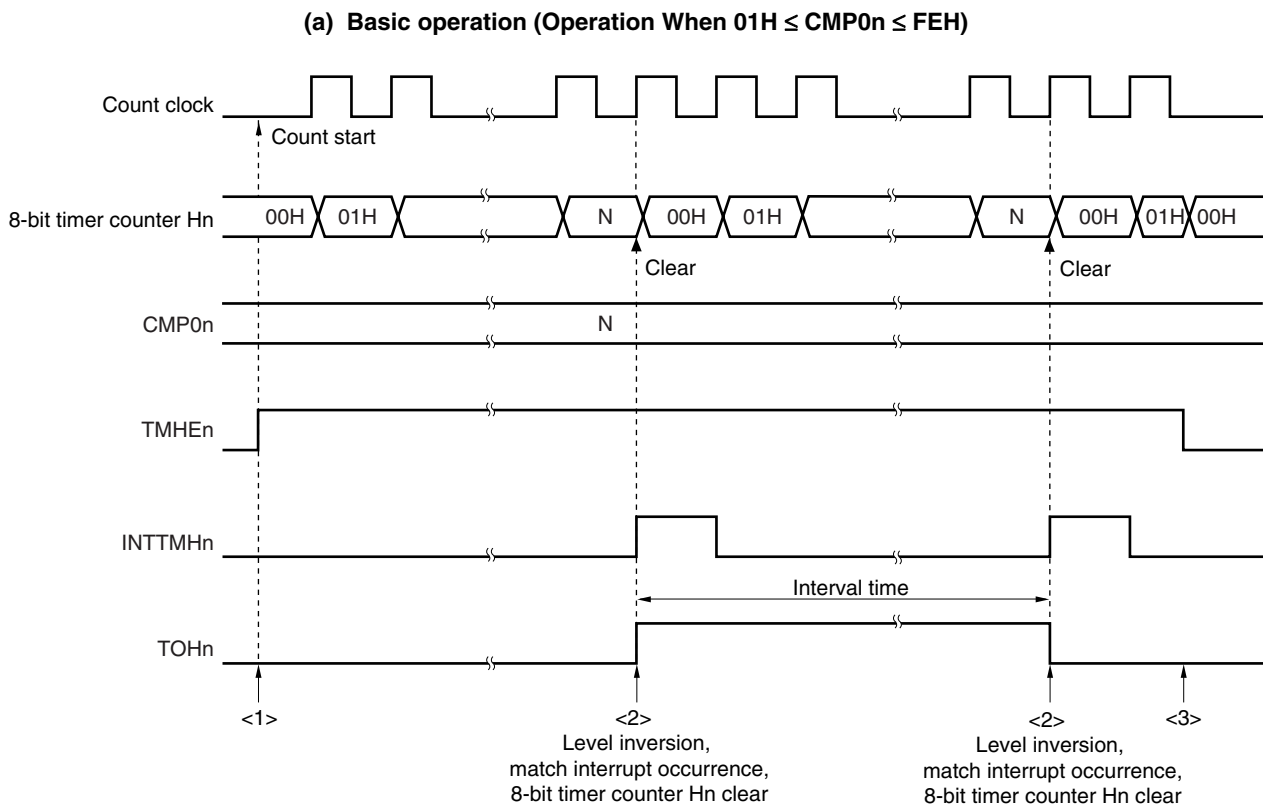 (a) Basic operation (Operation When 01H ≤ CMP0n ≤ FEH)
Count clock
Count start
8-bit timer counter Hn
00H 01H N 00H 01H N 00H 01H 00H
Clear Clear
CMP0n
N
TMHEn
INTTMHn
Interval time
TOHn
<1> <2> <2> <3>
Level inversion,
match interrupt occurrence,
8-bit timer counter Hn clear
Level inversion,
match interrupt occurrence,
8-bit timer counter Hn clear